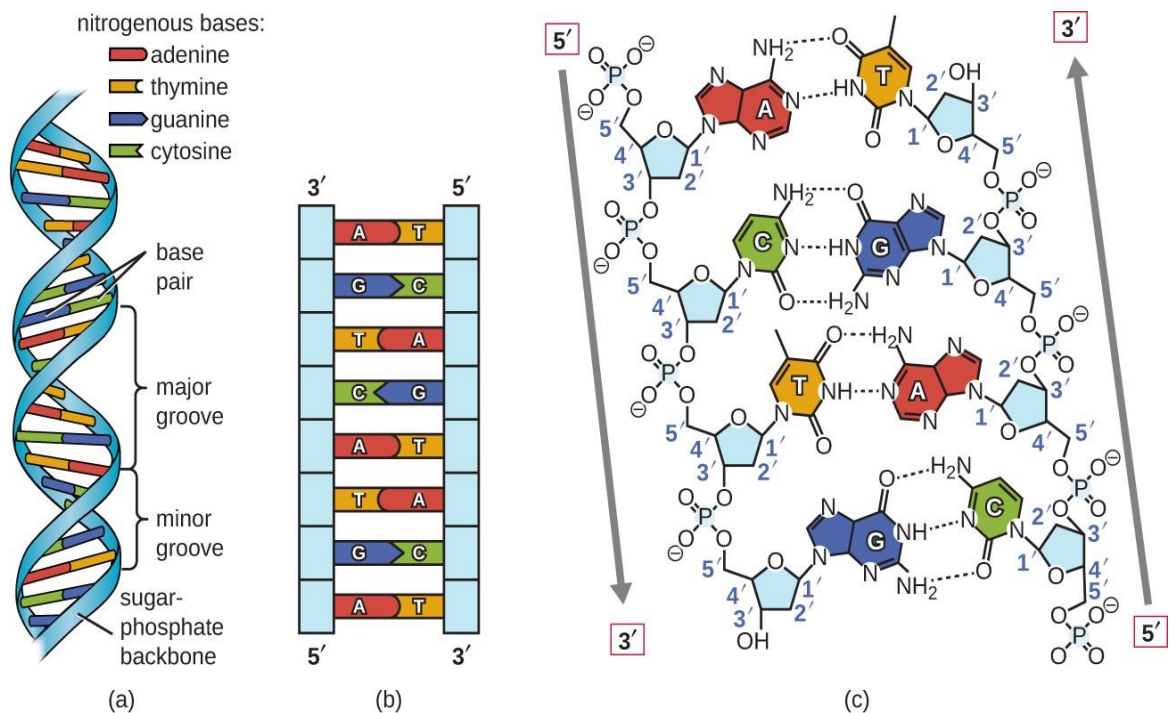 nitrogenous bases:
adenine
thymine
guanine
cytosine
base
pair
major
groove
minor
groove
sugar-
phosphate
backbone
(a)
3′ 5′
A T
G C
T A
C G
A T
T A
G C
A T
5′ 3′
(b)
5′ 3′
O NH2 O
O P O N N T OH
O A N HN N 2′ 3′
5′ O N N O 1′ O 4′ 5′
4′ 1′ O
3′ 2′ O P O
O O
O P O NH2 O N 2′ 3′
O C N HN G N 1′ O 4′
5′ O N O H2N N O 5′
4′ 1′ O P O
3′ 2′ O
O O H2N N 2′ 3′
O P O T NH N A N 1′ O 4′
O N O N 5′
5′ O 1′ O
4′ 2′ O P O
3′ O
O O H2N 2′ 3′
O P O N G NH N C N 1′ O 4′
O N N NH2 O 5′
5 O 1′ O
4′ 2′ O P O
3′ O
OH
3′ 5′
(c)